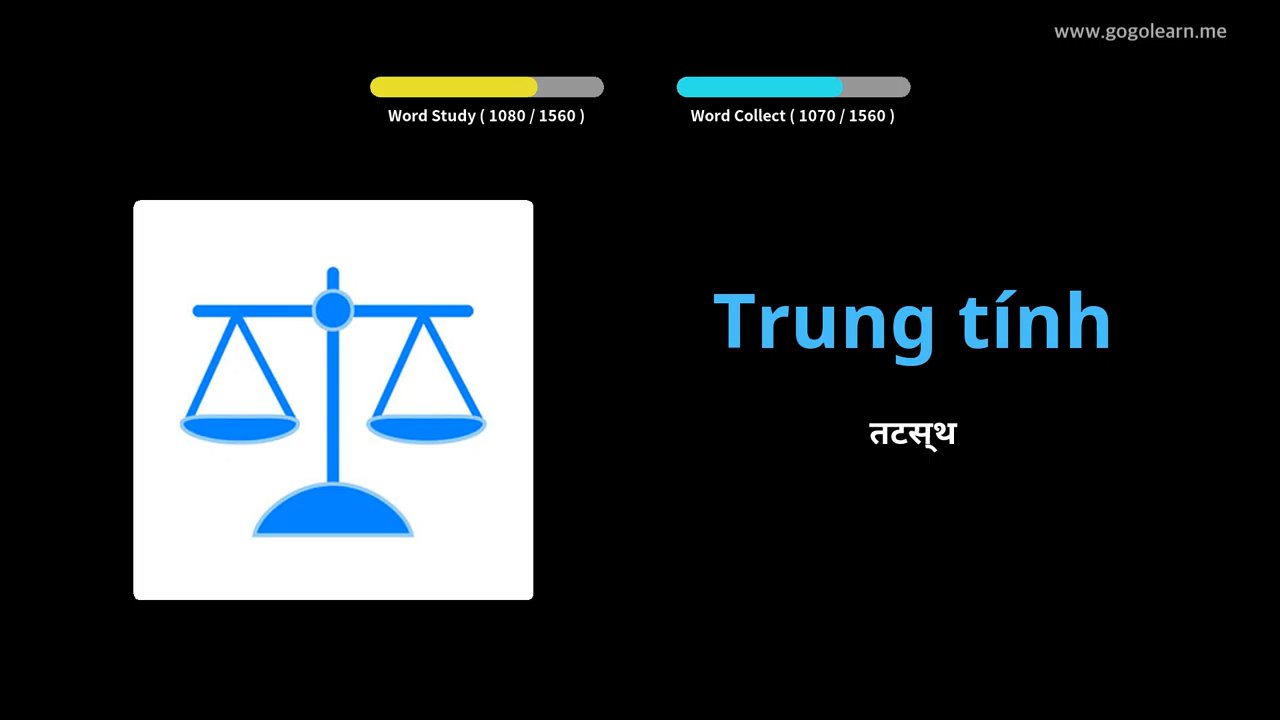 www.gogolearn.me
Word Study ( 1080 / 1560 )
Word Collect ( 1070 / 1560 )
Trung tính
तटस्थ